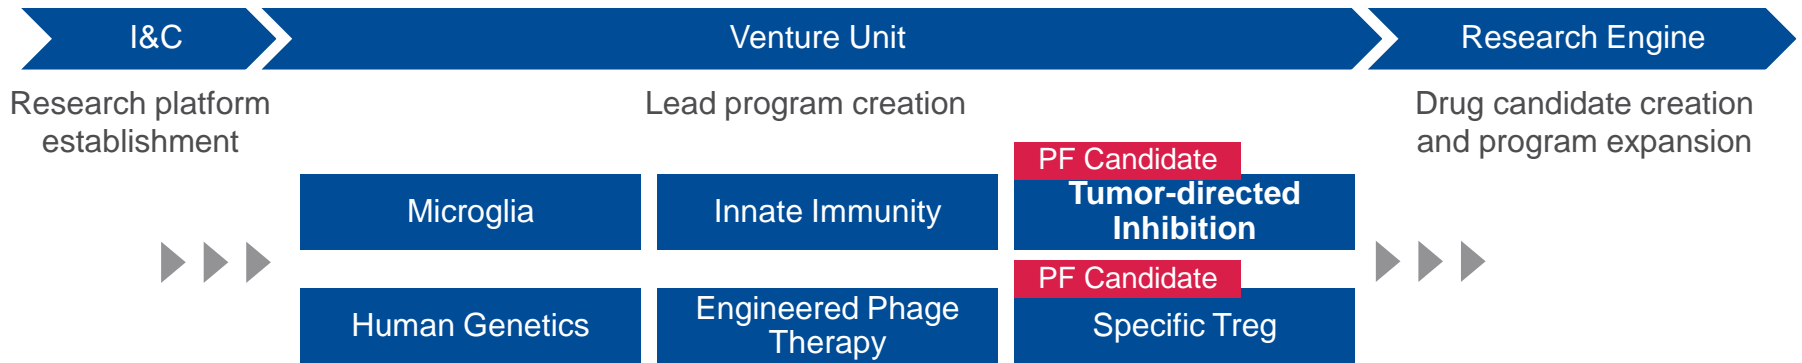 I&C
Venture Unit
Research Engine
Research platform
establishment
Lead program creation
Drug candidate creation
and program expansion
Microglia
Innate Immunity
PF Candidate
Tumor-directed
Inhibition
Human Genetics
Engineered Phage
Therapy
PF Candidate
Specific Treg